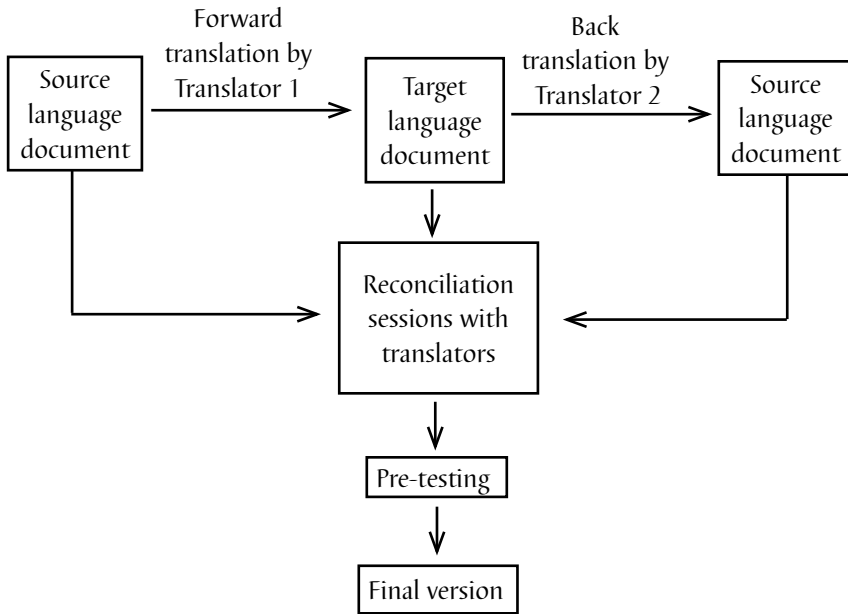 Forward
translation by
Translator 1
Back
translation by
Translator 2
Source
language
document
Target
language
document
Source
language
document
Reconciliation
sessions with
translators
Pre-testing
Final version